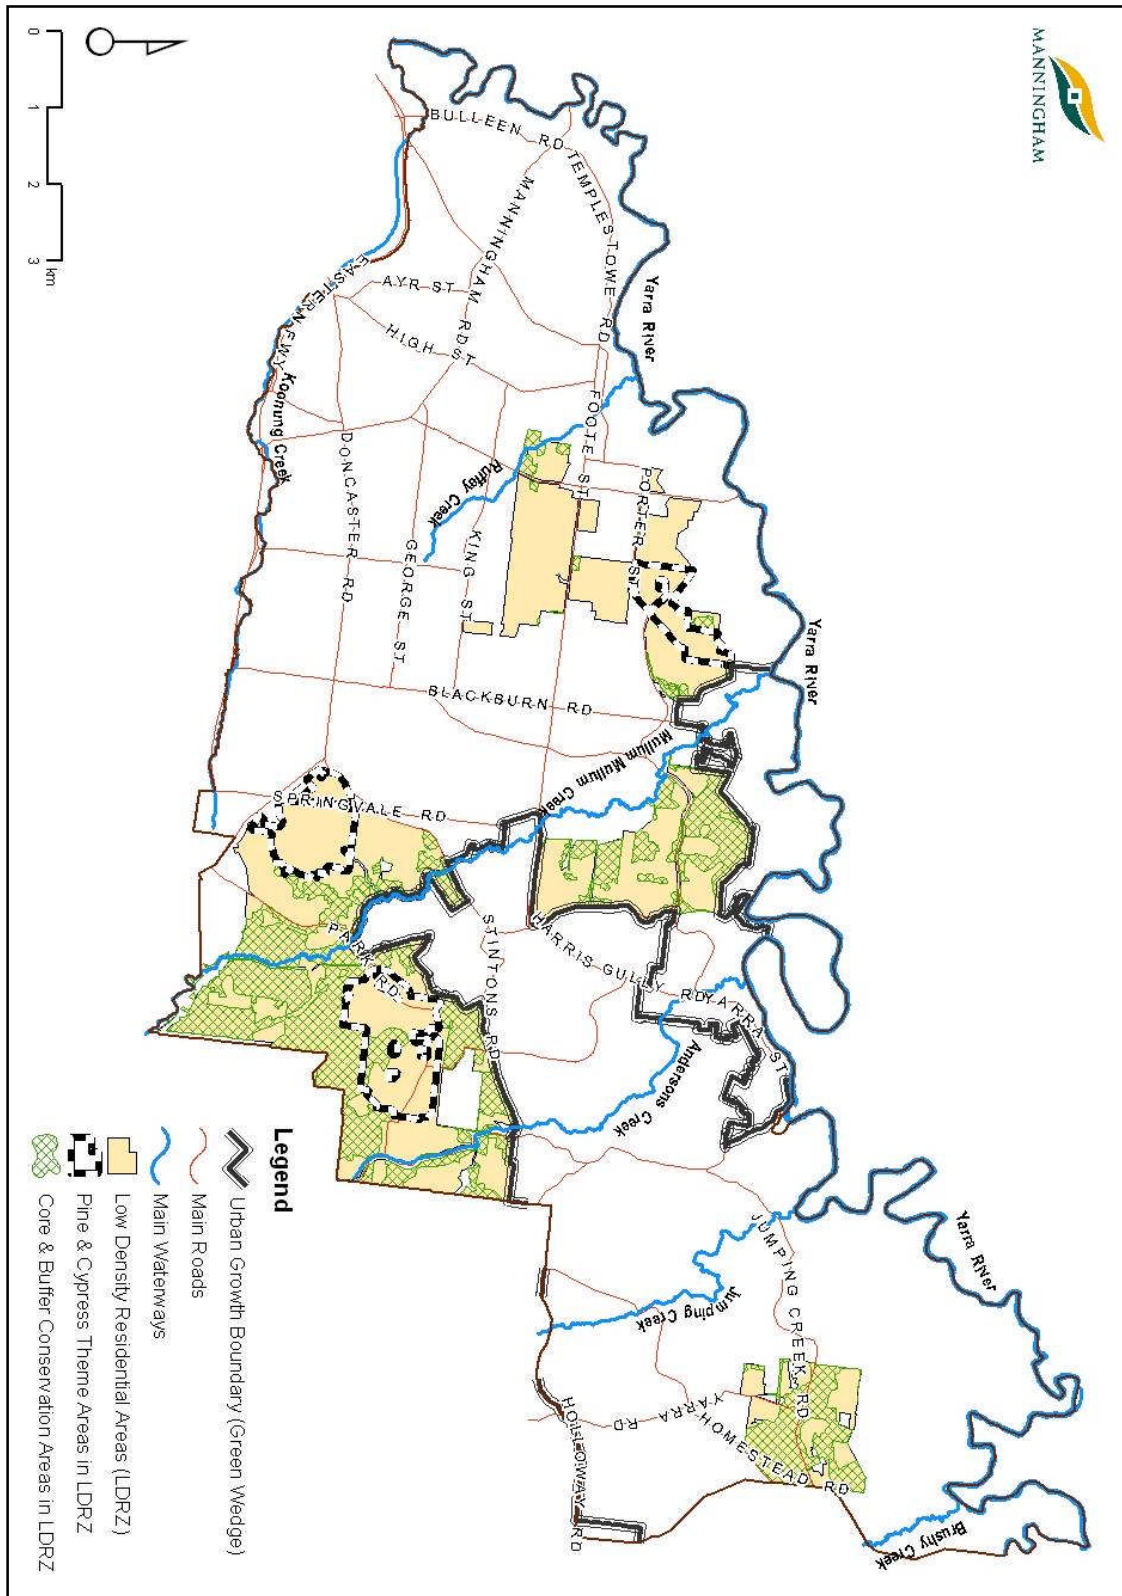 MANNINGHAM
0 1 2 3 km
Yarra River
Yarra River
Yarra River
BULLEEN RD
TEMPLESTOWE RD
MANNINGHAM RD
AYR ST
HIGH ST
EASTERN FWY
Koonung Creek
FOOTE ST
PORTER ST
Ruffey Creek
KING ST
GEORGE ST
DONCASTER RD
BLACKBURN RD
Mullum Mullum Creek
SPRINGVALE RD
PARK RD
STINTONS RD
HARRIS GULLY RD
YARRA ST
Andersons Creek
JUMPING CREEK RD
Jumping Creek
YARRA RD
HOMESTEAD RD
HOLLOWAY RD
Brushy Creek
Legend
Urban Growth Boundary (Green Wedge)
Main Roads
Main Waterways
Low Density Residential Areas (LDRZ)
Pine & Cypress Theme Areas in LDRZ
Core & Buffer Conservation Areas in LDRZ